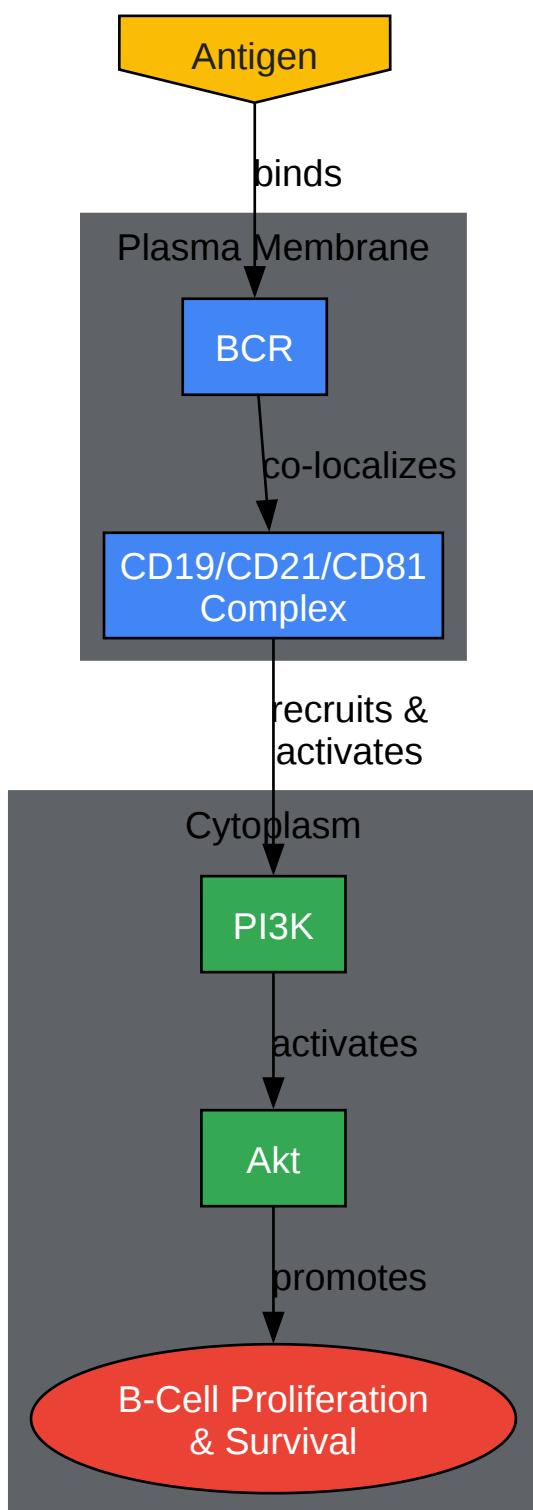 Antigen
binds
Plasma Membrane
BCR
co-localizes
CD19/CD21/CD81
Complex
recruits &
activates
Cytoplasm
PI3K
activates
Akt
promotes
B-Cell Proliferation
& Survival